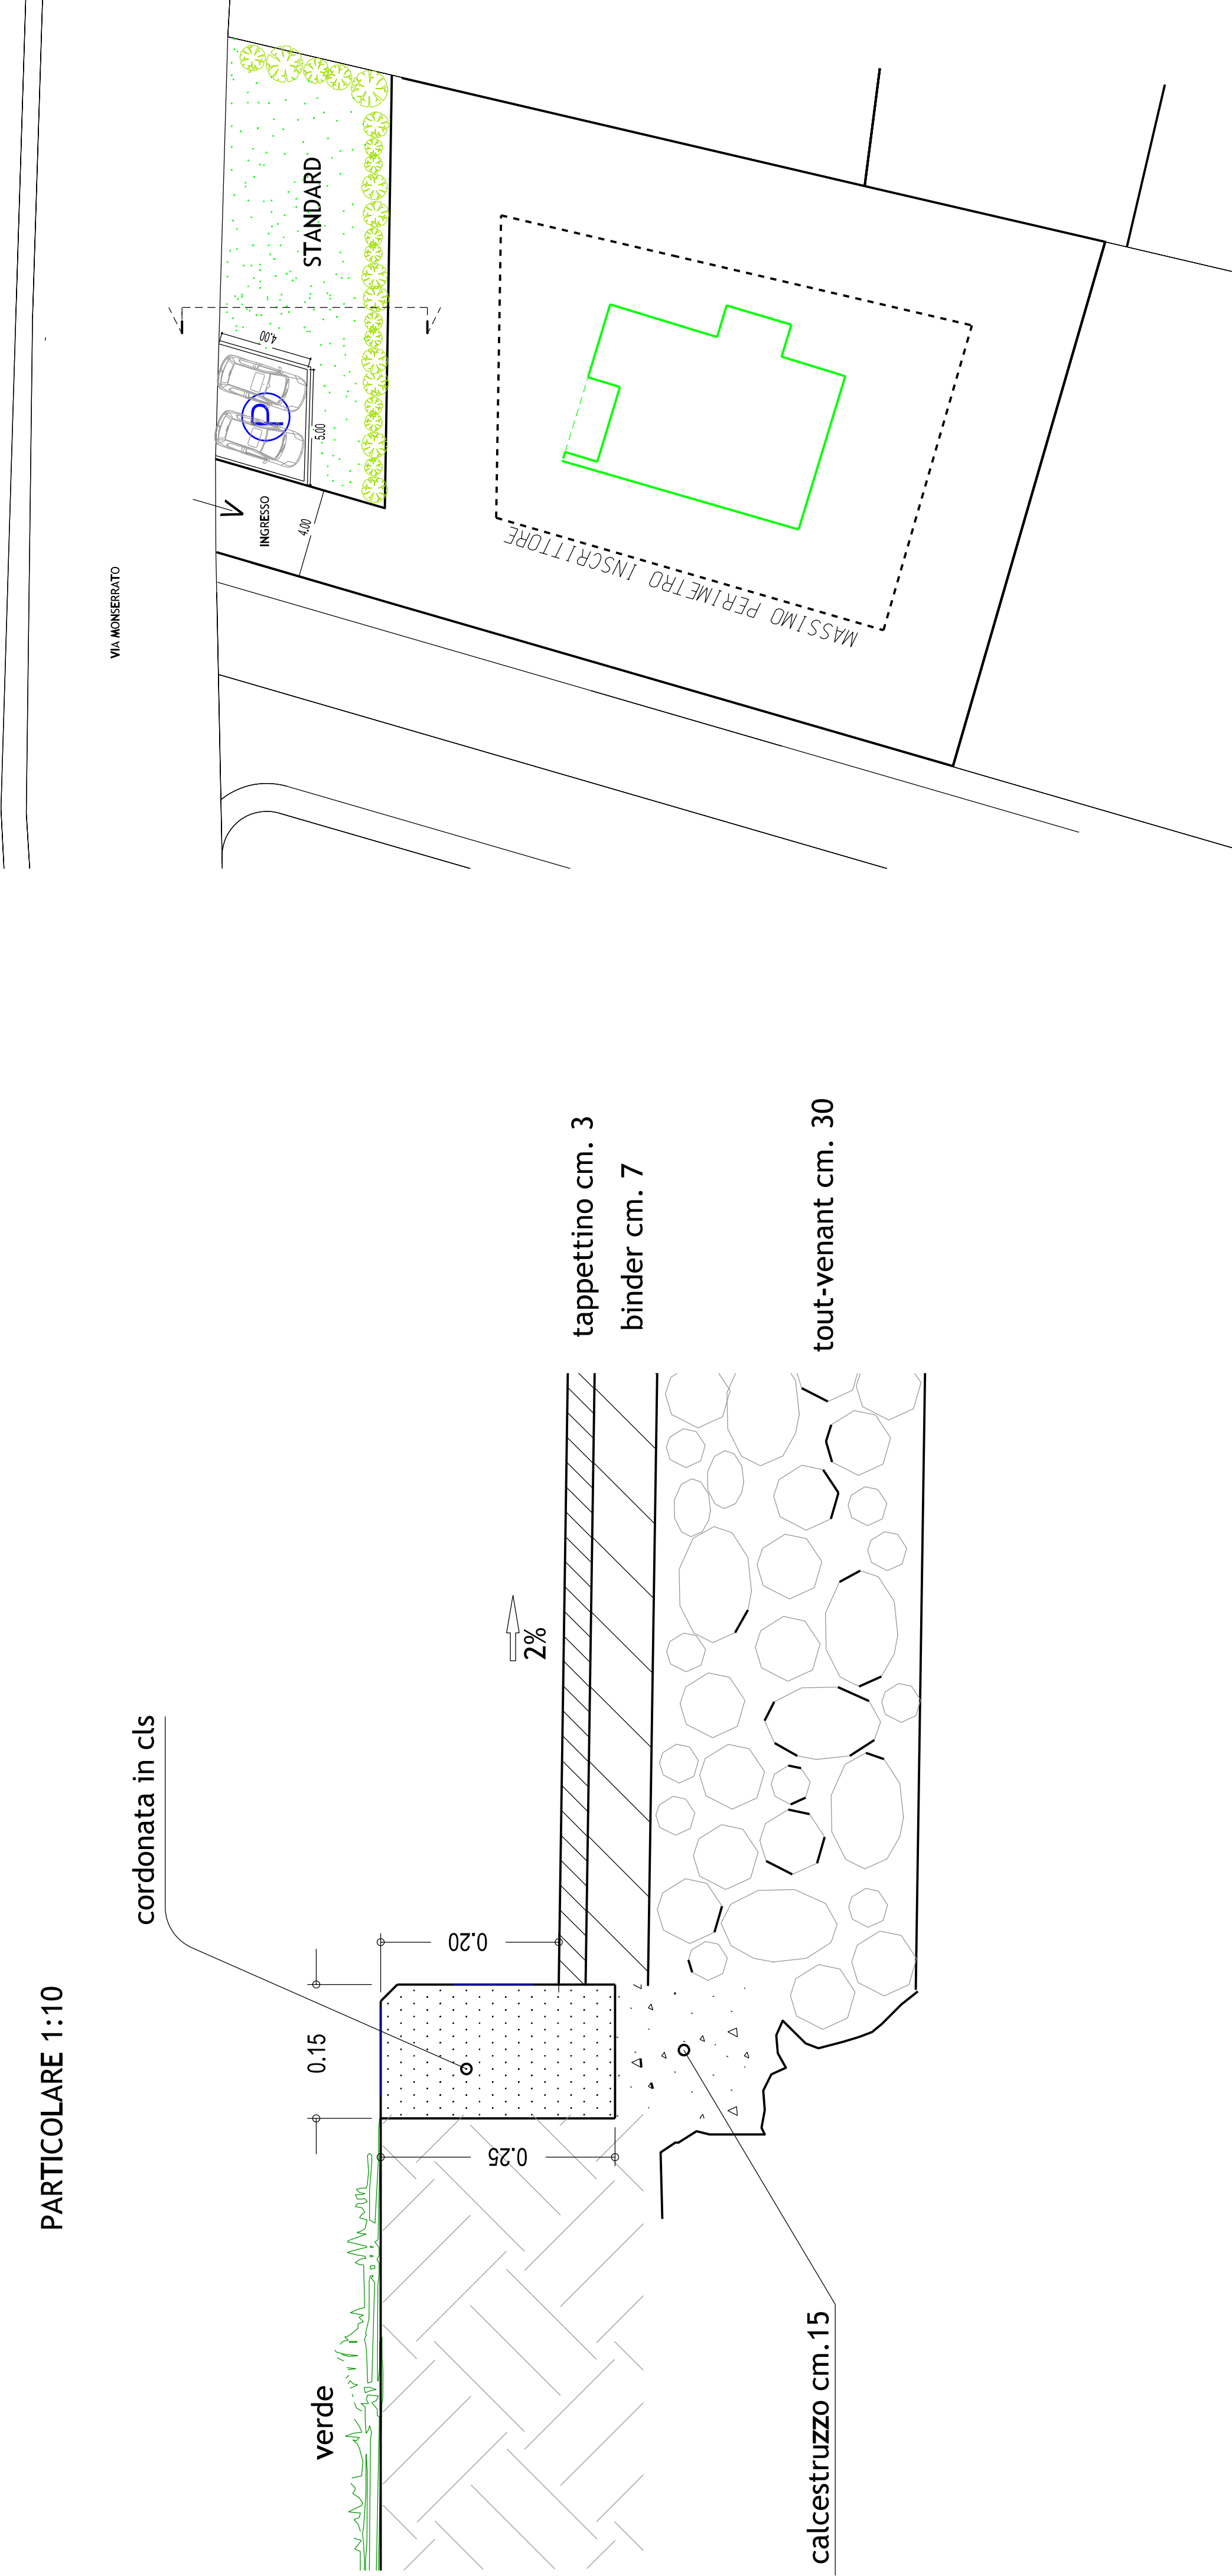 PARTICOLARE 1:10
cordonata in cls
verde
0.15
0.20
0.25
2%
tappettino cm. 3
binder cm. 7
tout-venant cm. 30
calcestruzzo cm.15
VIA MONSERRATO
INGRESSO
4.00
P
5.00
4.00
STANDARD
MASSIMO PERIMETRO INSCRITTORE